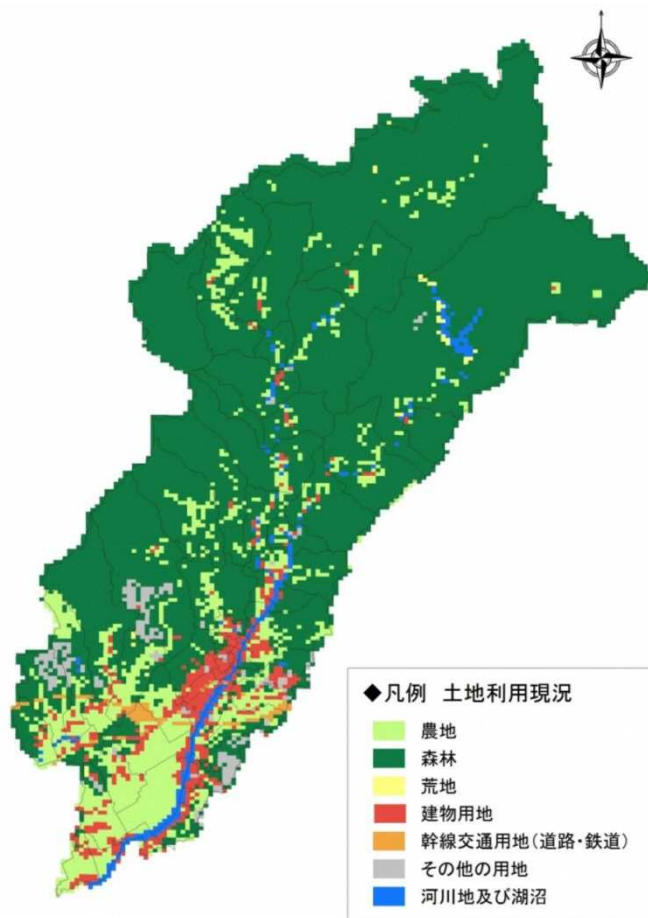 ◆凡例 土地利用現況
農地
森林
荒地
建物用地
幹線交通用地(道路・鉄道)
その他の用地
河川地及び湖沼